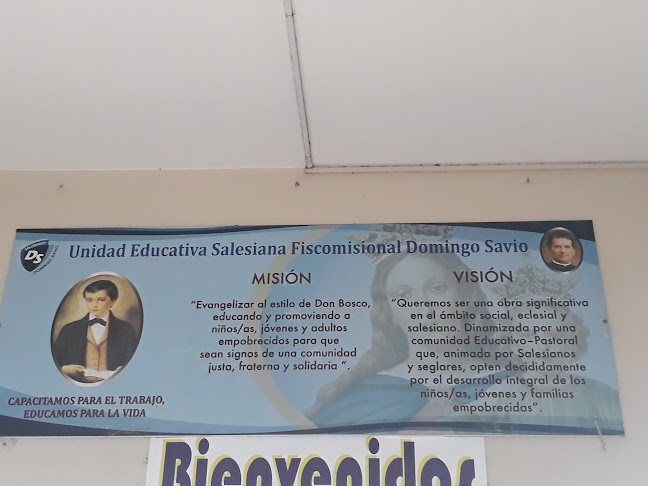 DS
DOMINGO SAVIO
Unidad Educativa Salesiana Fiscomisional Domingo Savio
MISIÓN
"Evangelizar al estilo de Don Bosco,
educando y promoviendo a
niños/as, jóvenes y adultos
empobrecidos para que
sean signos de una comunidad
justa, fraterna y solidaria ".
VISIÓN
"Queremos ser una obra significativa
en el ámbito social, eclesial y
salesiano. Dinamizada por una
comunidad Educativo-Pastoral
que, animada por Salesianos
y seglares, opten decididamente
por el desarrollo integral de los
niños/as, jóvenes y familias
empobrecidas".
CAPACITAMOS PARA EL TRABAJO,
EDUCAMOS PARA LA VIDA
Bienvenidos